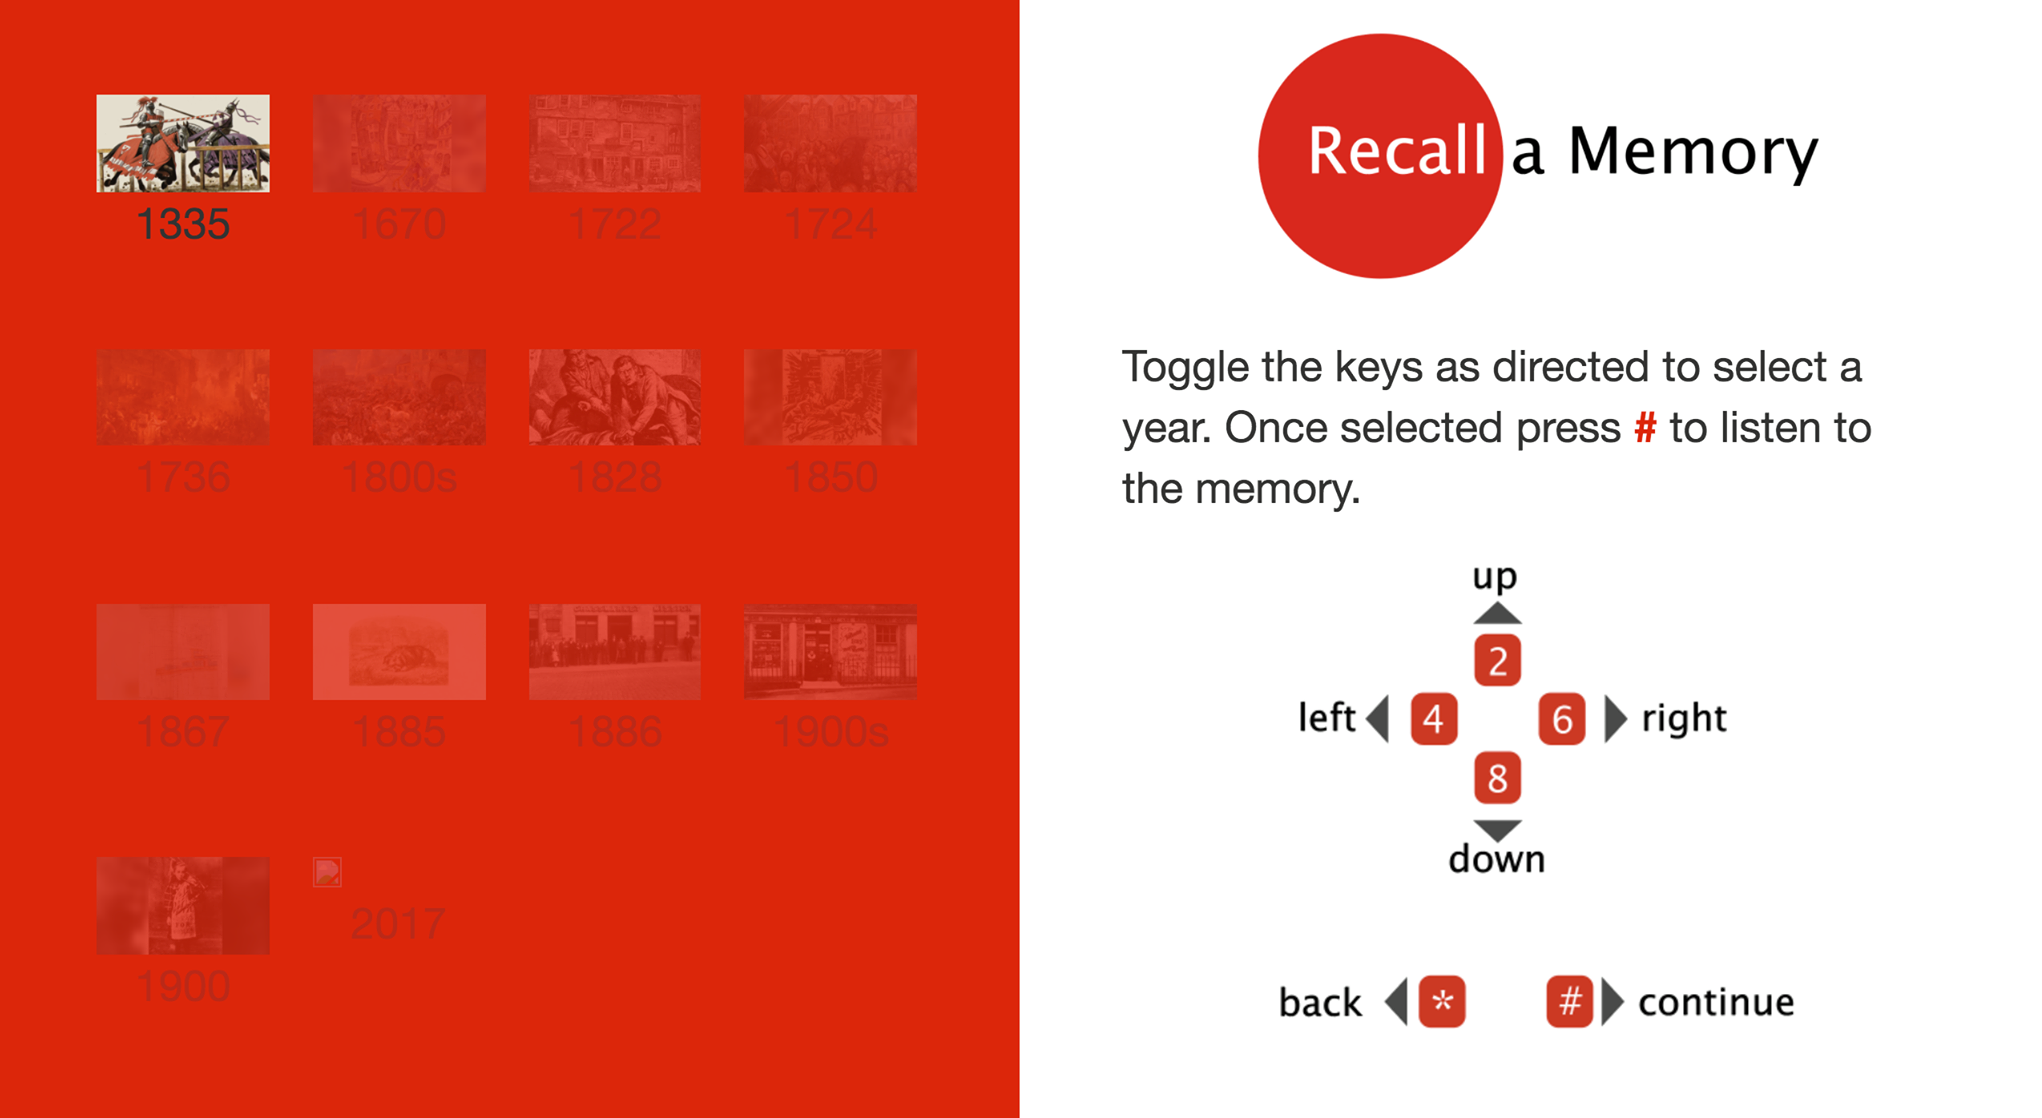 1335 1670 1722 1724
1736 1800s 1828 1850
1867 1885 1886 1900s
1900 2017
Recall a Memory
Toggle the keys as directed to select a
year. Once selected press # to listen to
the memory.
up
2
left 4 6 right
8
down
back * # continue